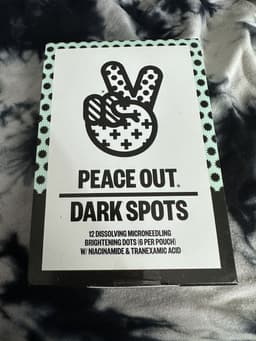 PEACE OUT®
DARK SPOTS
12 DISSOLVING MICRONEEDLING
BRIGHTENING DOTS (6 PER POUCH)
W/ NIACINAMIDE & TRANEXAMIC ACID